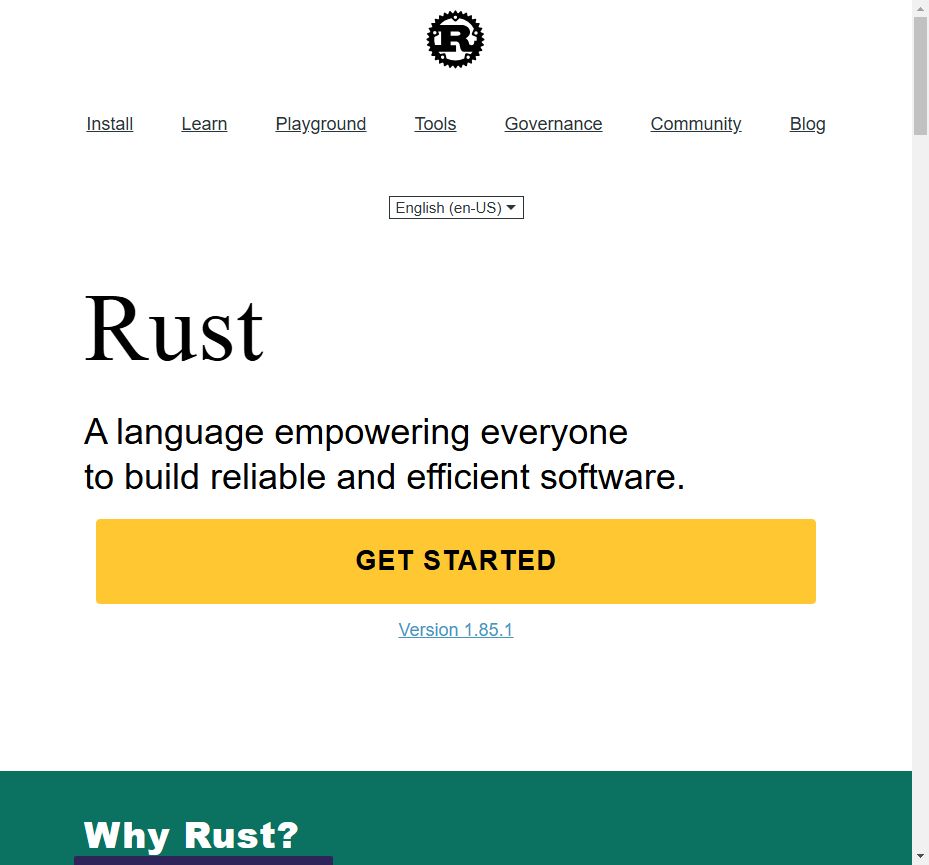 R
Install Learn Playground Tools Governance Community Blog
English (en-US)
Rust
A language empowering everyone
to build reliable and efficient software.
GET STARTED
Version 1.85.1
Why Rust?